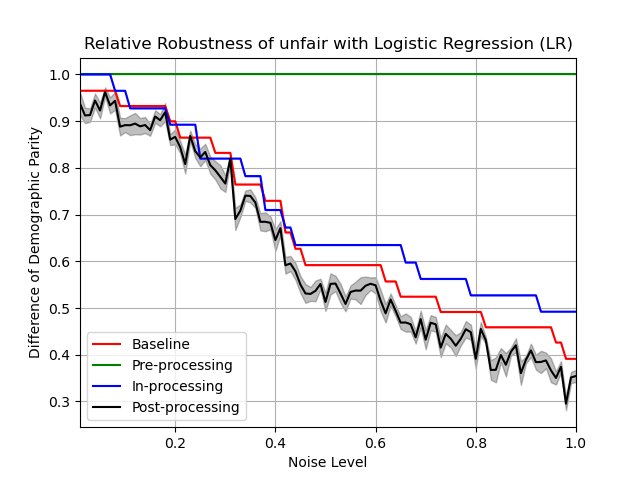 Relative Robustness of unfair with Logistic Regression (LR)
Difference of Demographic Parity
1.0
0.9
0.8
0.7
0.6
0.5
0.4
0.3
Baseline
Pre-processing
In-processing
Post-processing
0.2 0.4 0.6 0.8 1.0
Noise Level